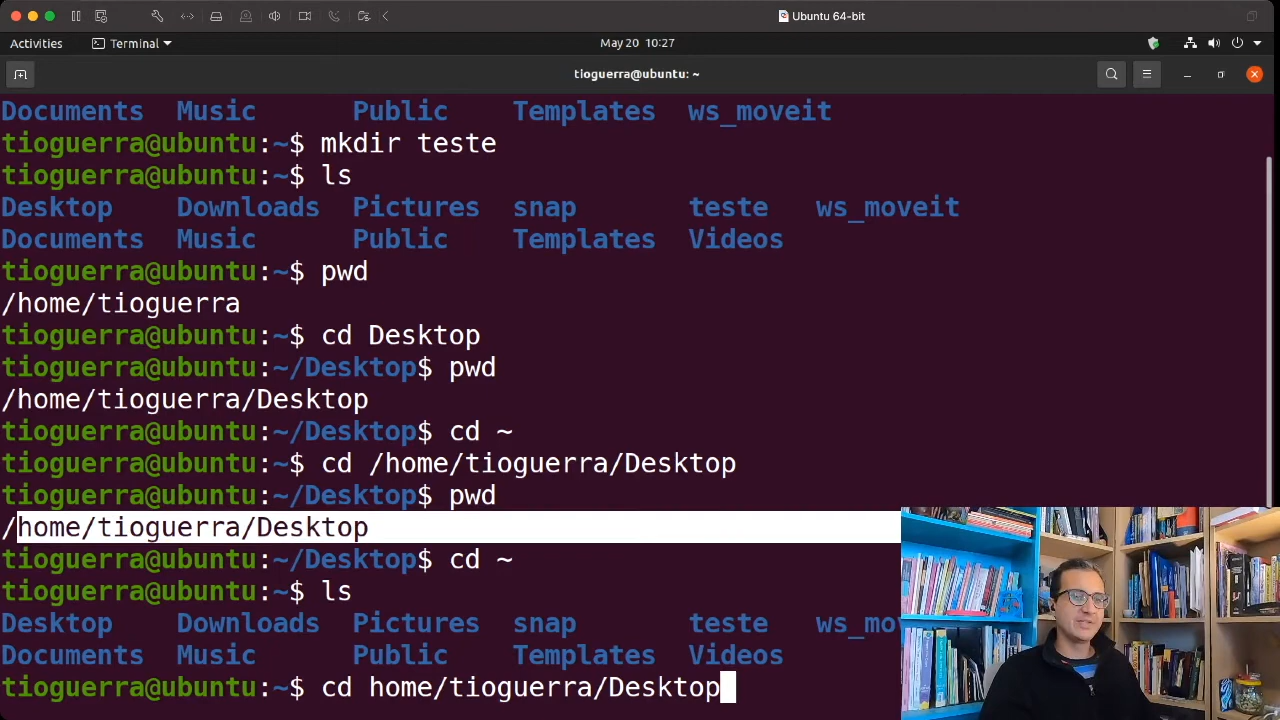 Ubuntu 64-bit
Activities Terminal May 20 10:27
tioguerra@ubuntu: ~
Documents Music Public Templates ws_moveit
tioguerra@ubuntu:~$ mkdir teste
tioguerra@ubuntu:~$ ls
Desktop Downloads Pictures snap teste ws_moveit
Documents Music Public Templates Videos
tioguerra@ubuntu:~$ pwd
/home/tioguerra
tioguerra@ubuntu:~$ cd Desktop
tioguerra@ubuntu:~/Desktop$ pwd
/home/tioguerra/Desktop
tioguerra@ubuntu:~/Desktop$ cd ~
tioguerra@ubuntu:~$ cd /home/tioguerra/Desktop
tioguerra@ubuntu:~/Desktop$ pwd
/home/tioguerra/Desktop
tioguerra@ubuntu:~/Desktop$ cd ~
tioguerra@ubuntu:~$ ls
Desktop Downloads Pictures snap teste ws_mov
Documents Music Public Templates Videos
tioguerra@ubuntu:~$ cd home/tioguerra/Desktop